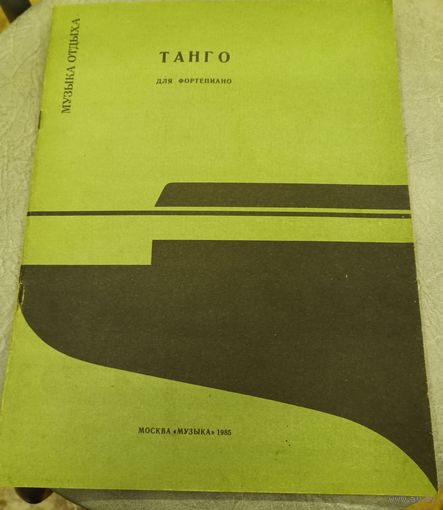 МУЗЫКА ОТДЫХА
ТАНГО
ДЛЯ ФОРТЕПИАНО
МОСКВА «МУЗЫКА» 1985